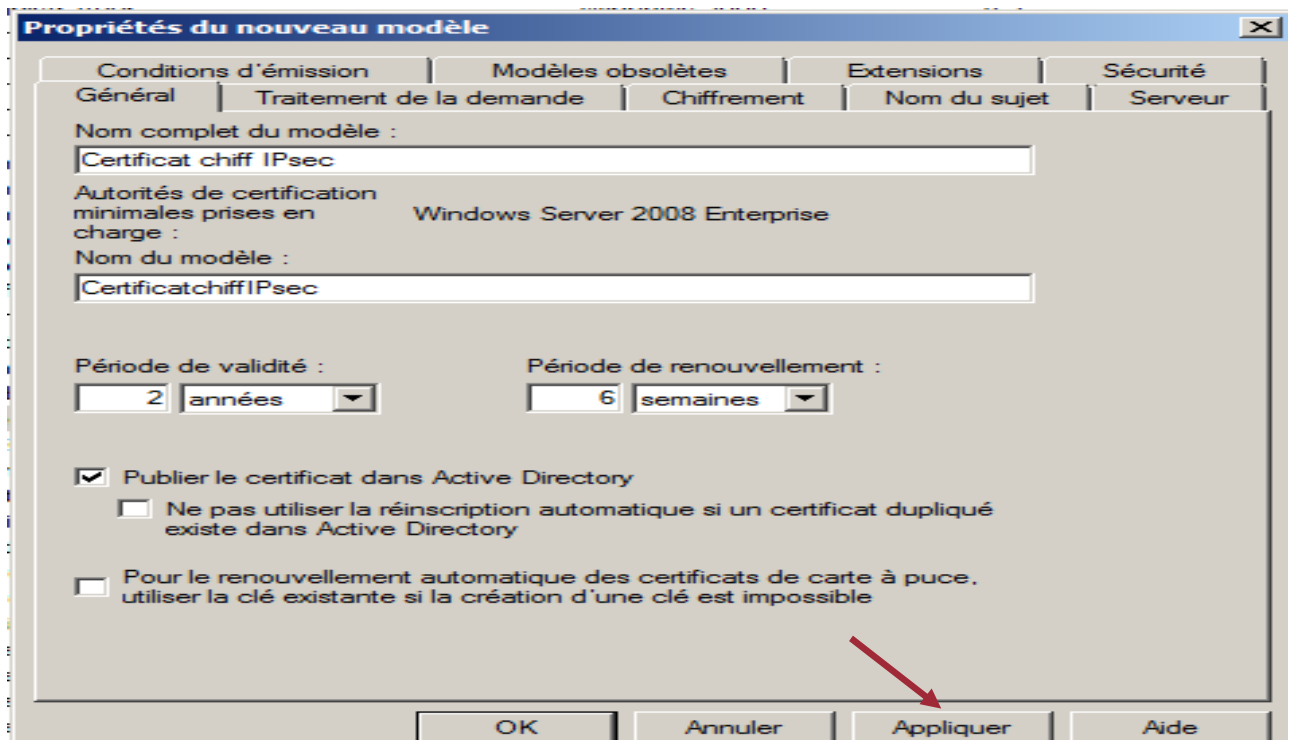 Propriétés du nouveau modèle
Conditions d'émission Modèles obsolètes Extensions Sécurité
Général Traitement de la demande Chiffrement Nom du sujet Serveur
Nom complet du modèle :
Certificat chiff IPsec
Autorités de certification
minimales prises en
charge :
Windows Server 2008 Enterprise
Nom du modèle :
CertificatchiffIPsec
Période de validité :
Période de renouvellement :
2 années
6 semaines
Publier le certificat dans Active Directory
Ne pas utiliser la réinscription automatique si un certificat dupliqué
existe dans Active Directory
Pour le renouvellement automatique des certificats de carte à puce,
utiliser la clé existante si la création d'une clé est impossible
OK Annuler Appliquer Aide